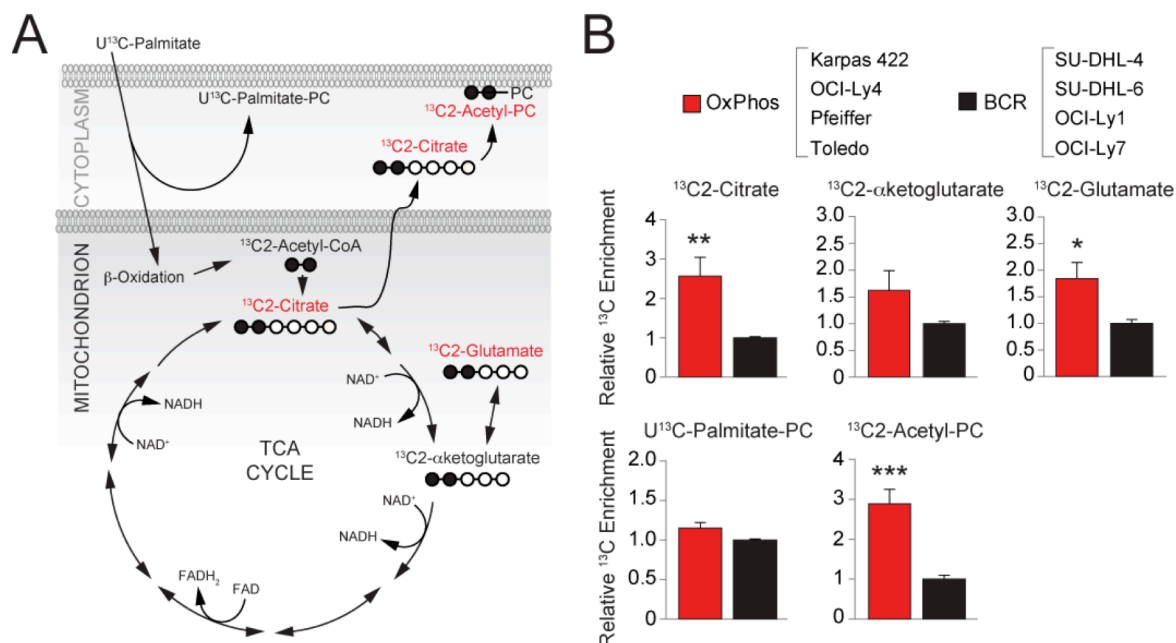 A
U¹³C-Palmitate
CYTOPLASM
U¹³C-Palmitate-PC
PC
¹³C2-Acetyl-PC
¹³C2-Citrate
MITOCHONDRION
¹³C2-Acetyl-CoA
β-Oxidation
¹³C2-Citrate
¹³C2-Glutamate
NAD⁺
NADH
NADH
NAD⁺
TCA
CYCLE
¹³C2-αketoglutarate
NAD⁺
NADH
FADH₂
FAD
B
OxPhos
Karpas 422
OCI-Ly4
Pfeiffer
Toledo
BCR
SU-DHL-4
SU-DHL-6
OCI-Ly1
OCI-Ly7
Relative ¹³C Enrichment
¹³C2-Citrate
4
3
2
1
0
**
¹³C2-αketoglutarate
3.0
2.5
2.0
1.5
1.0
0.5
0
¹³C2-Glutamate
3.0
2.5
2.0
1.5
1.0
0.5
0
*
Relative ¹³C Enrichment
U¹³C-Palmitate-PC
2.0
1.5
1.0
0.5
0
¹³C2-Acetyl-PC
4
3
2
1
0
***